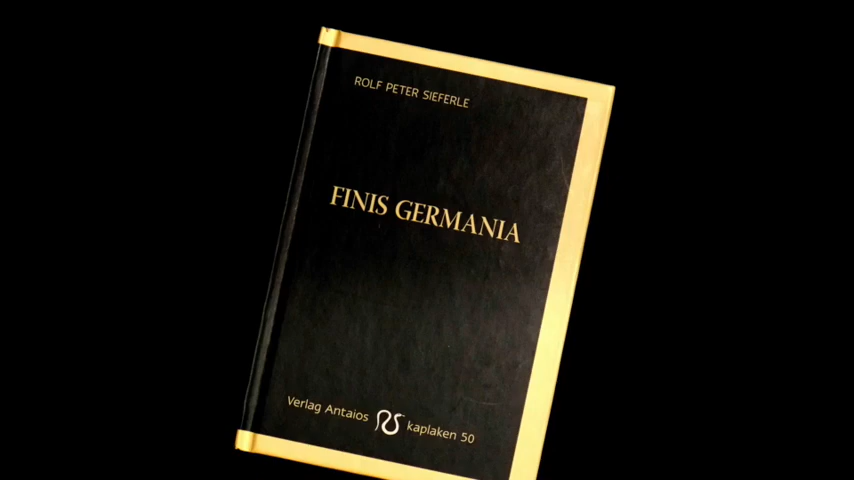 ROLF PETER SIEFERLE
FINIS GERMANIA
Verlag Antaios kaplaken 50